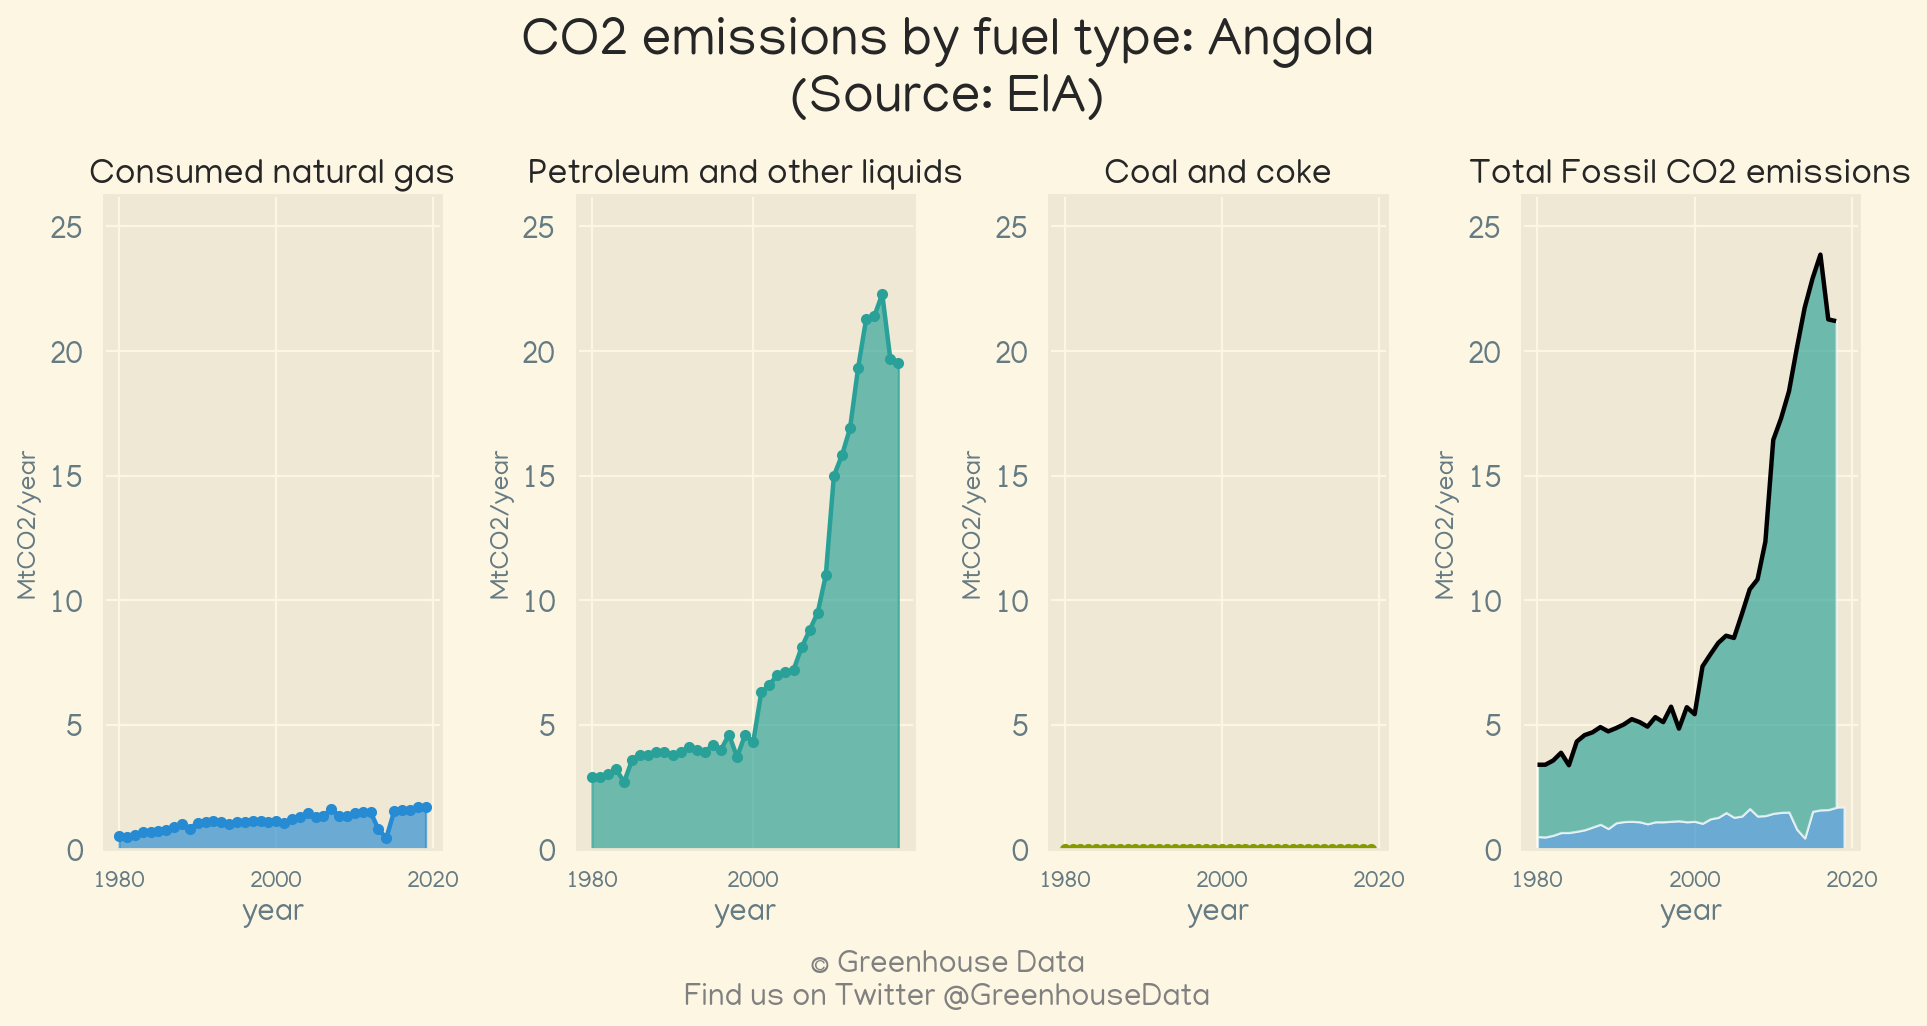 CO2 emissions by fuel type: Angola
(Source: EIA)
Consumed natural gas
25
20
15
10
5
0
MtCO2/year
1980 2000 2020
year
Petroleum and other liquids
25
20
15
10
5
0
MtCO2/year
1980 2000
year
Coal and coke
25
20
15
10
5
0
MtCO2/year
1980 2000 2020
year
Total Fossil CO2 emissions
25
20
15
10
5
0
MtCO2/year
1980 2000 2020
year
© Greenhouse Data
Find us on Twitter @GreenhouseData